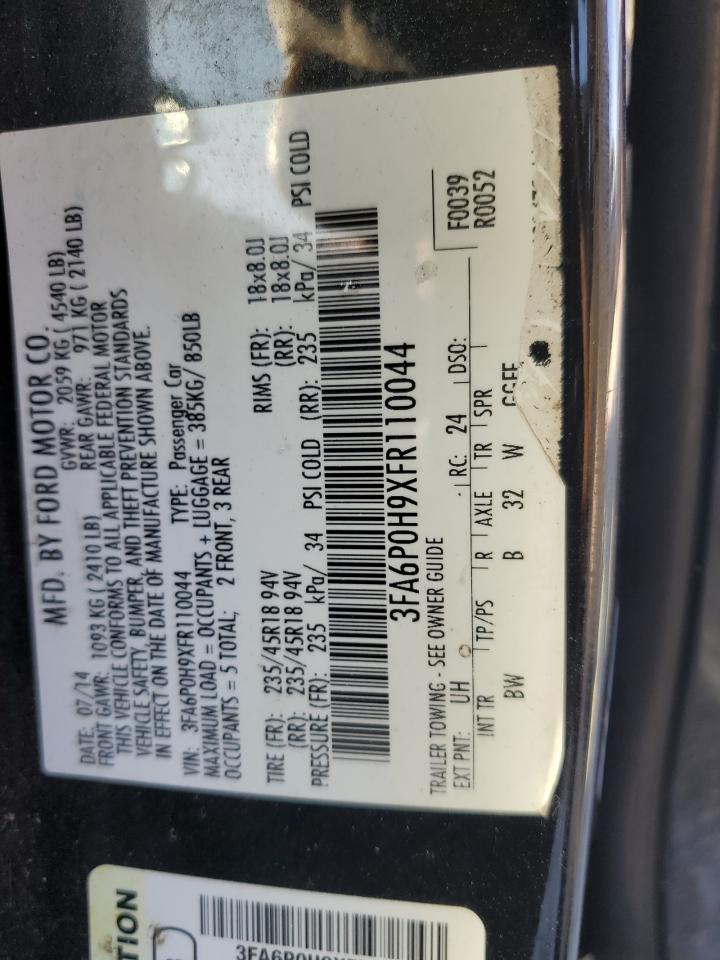 MFD. BY FORD MOTOR CO.
DATE: 07/14 GVWR: 2059 KG ( 4540 LB)
FRONT GAWR: 1093 KG ( 2410 LB) REAR GAWR: 971 KG ( 2140 LB)
THIS VEHICLE CONFORMS TO ALL APPLICABLE FEDERAL MOTOR
VEHICLE SAFETY, BUMPER, AND THEFT PREVENTION STANDARDS
IN EFFECT ON THE DATE OF MANUFACTURE SHOWN ABOVE.
VIN: 3FA6P0H9XFR110044 TYPE: Passenger Car
MAXIMUM LOAD = OCCUPANTS + LUGGAGE = 385KG/ 850LB
OCCUPANTS = 5 TOTAL; 2 FRONT, 3 REAR
TIRE (FR): 235/45R18 94V RIMS (FR): 18x8.0J
(RR): 235/45R18 94V (RR): 18x8.0J
PRESSURE (FR): 235 kPa/ 34 PSI COLD (RR): 235 kPa/ 34 PSI COLD
3FA6P0H9XFR110044
F0039
R0052
TRAILER TOWING - SEE OWNER GUIDE
EXT PNT: UH RC: 24 DSO:
INT TR TP/PS R AXLE TR SPR
BW B 32 W GGFF
TION